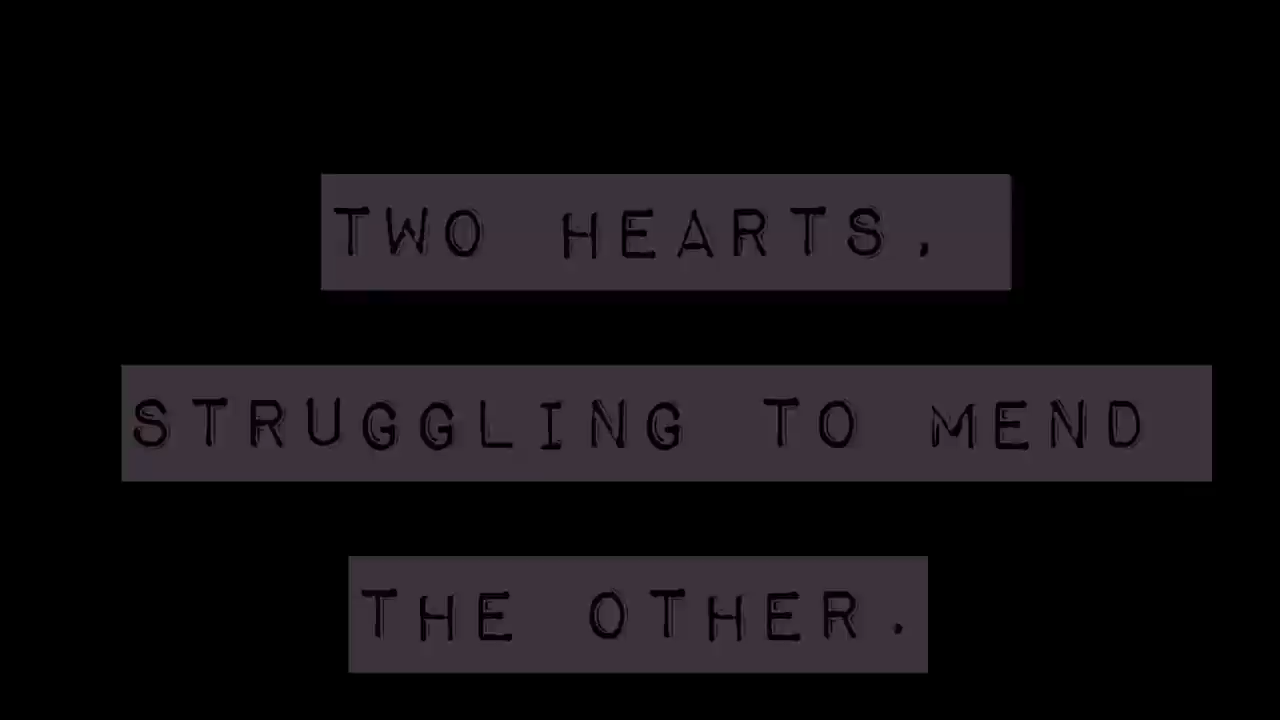 TWO HEARTS,
STRUGGLING TO MEND
THE OTHER.